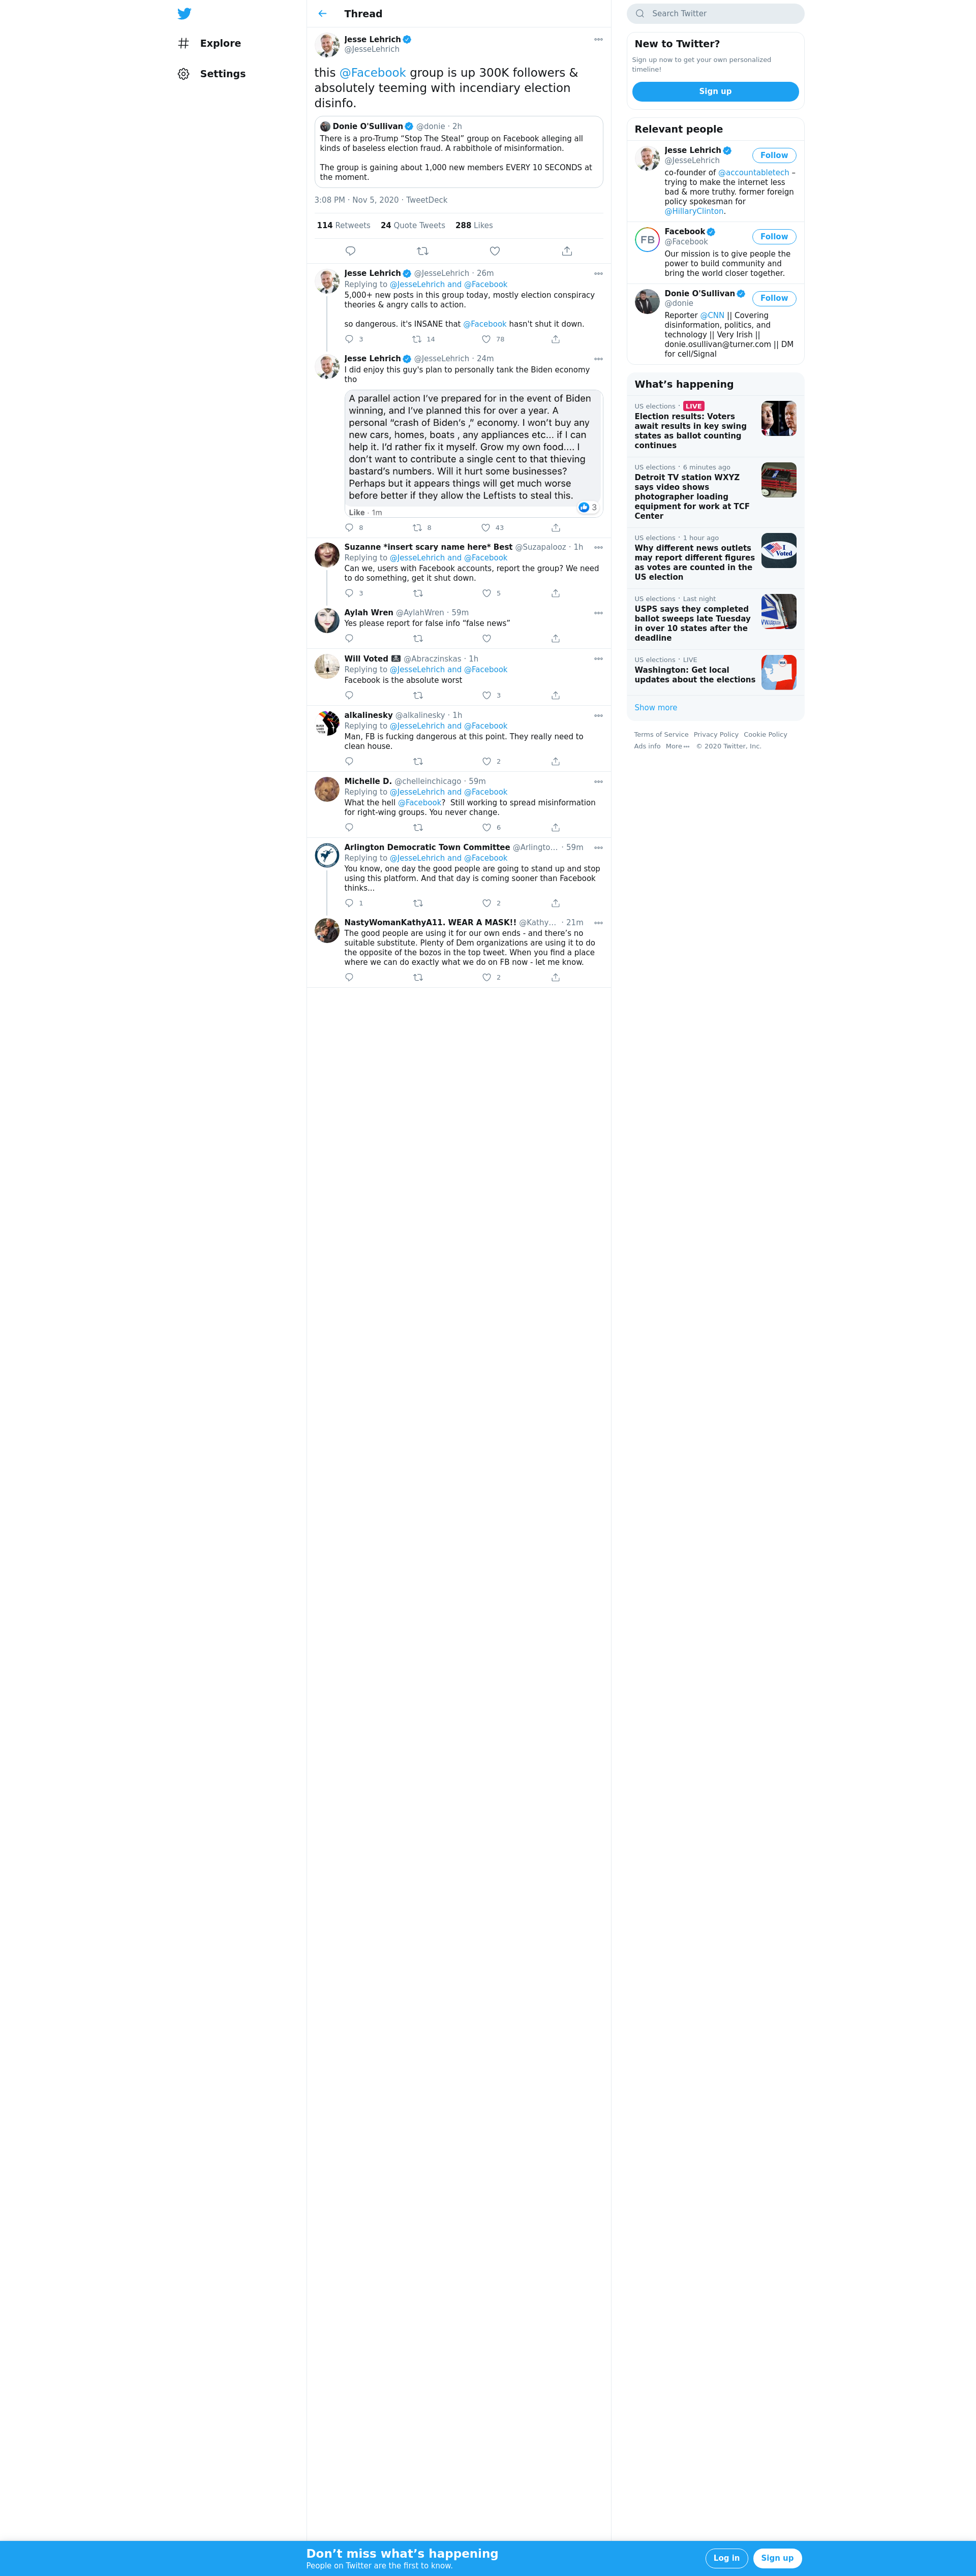 Explore
Settings
Thread
Jesse Lehrich
@JesseLehrich
this @Facebook group is up 300K followers &
absolutely teeming with incendiary election
disinfo.
Donie O'Sullivan @donie · 2h
There is a pro-Trump “Stop The Steal” group on Facebook alleging all
kinds of baseless election fraud. A rabbithole of misinformation.
The group is gaining about 1,000 new members EVERY 10 SECONDS at
the moment.
3:08 PM · Nov 5, 2020 · TweetDeck
114 Retweets 24 Quote Tweets 288 Likes
Jesse Lehrich @JesseLehrich · 26m
Replying to @JesseLehrich and @Facebook
5,000+ new posts in this group today, mostly election conspiracy
theories & angry calls to action.
so dangerous. it's INSANE that @Facebook hasn't shut it down.
3 14 78
Jesse Lehrich @JesseLehrich · 24m
I did enjoy this guy's plan to personally tank the Biden economy
tho
A parallel action I've prepared for in the event of Biden
winning, and I've planned this for over a year. A
personal “crash of Biden's ,” economy. I won't buy any
new cars, homes, boats , any appliances etc... if I can
help it. I'd rather fix it myself. Grow my own food.... I
don't want to contribute a single cent to that thieving
bastard's numbers. Will it hurt some businesses?
Perhaps but it appears things will get much worse
before better if they allow the Leftists to steal this.
Like · 1m
3
8 8 43
Suzanne *insert scary name here* Best @Suzapalooz · 1h
Replying to @JesseLehrich and @Facebook
Can we, users with Facebook accounts, report the group? We need
to do something, get it shut down.
3 5
Aylah Wren @AylahWren · 59m
Yes please report for false info “false news”
Will Voted @Abraczinskas · 1h
Replying to @JesseLehrich and @Facebook
Facebook is the absolute worst
3
alkalinesky @alkalinesky · 1h
Replying to @JesseLehrich and @Facebook
Man, FB is fucking dangerous at this point. They really need to
clean house.
2
Michelle D. @chelleinchicago · 59m
Replying to @JesseLehrich and @Facebook
What the hell @Facebook? Still working to spread misinformation
for right-wing groups. You never change.
6
Arlington Democratic Town Committee @Arlingto... · 59m
Replying to @JesseLehrich and @Facebook
You know, one day the good people are going to stand up and stop
using this platform. And that day is coming sooner than Facebook
thinks...
1 2
NastyWomanKathyA11. WEAR A MASK!! @Kathy... · 21m
The good people are using it for our own ends - and there's no
suitable substitute. Plenty of Dem organizations are using it to do
the opposite of the bozos in the top tweet. When you find a place
where we can do exactly what we do on FB now - let me know.
2
Search Twitter
New to Twitter?
Sign up now to get your own personalized
timeline!
Sign up
Relevant people
Jesse Lehrich
@JesseLehrich
Follow
co-founder of @accountabletech –
trying to make the internet less
bad & more truthy. former foreign
policy spokesman for
@HillaryClinton.
FB
Facebook
@Facebook
Follow
Our mission is to give people the
power to build community and
bring the world closer together.
Donie O'Sullivan
@donie
Follow
Reporter @CNN || Covering
disinformation, politics, and
technology || Very Irish ||
donie.osullivan@turner.com || DM
for cell/Signal
What's happening
US elections · LIVE
Election results: Voters
await results in key swing
states as ballot counting
continues
US elections · 6 minutes ago
Detroit TV station WXYZ
says video shows
photographer loading
equipment for work at TCF
Center
US elections · 1 hour ago
Why different news outlets
may report different figures
as votes are counted in the
US election
I Voted
US elections · Last night
USPS says they completed
ballot sweeps late Tuesday
in over 10 states after the
deadline
US elections · LIVE
Washington: Get local
updates about the elections
Show more
Terms of Service Privacy Policy Cookie Policy
Ads info More © 2020 Twitter, Inc.
Don't miss what's happening
People on Twitter are the first to know.
Log in
Sign up